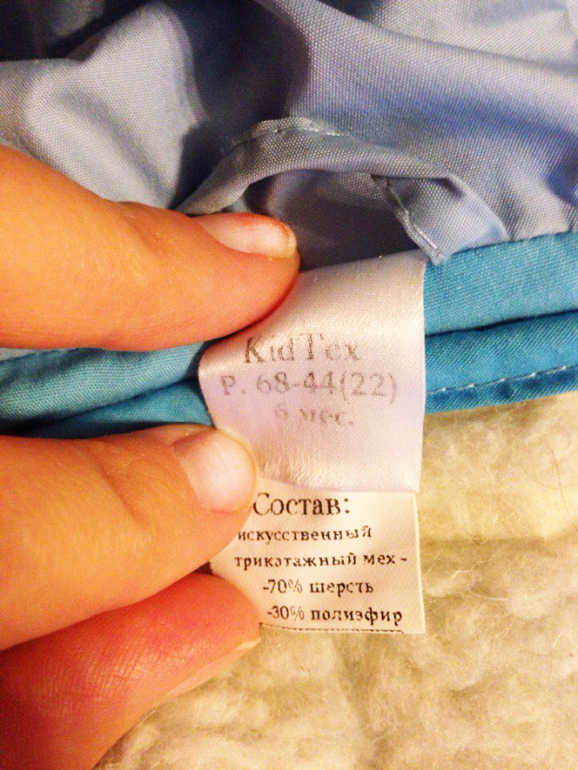 KidTex
Р. 68-44(22)
6 мес.
Состав:
искусственный
трикотажный мех -
-70% шерсть
-30% полиэфир